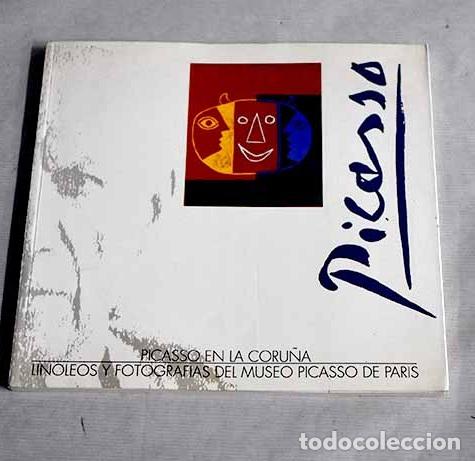 Picasso
PICASSO EN LA CORUÑA
LINOLEOS Y FOTOGRAFIAS DEL MUSEO PICASSO DE PARIS
todocoleccion